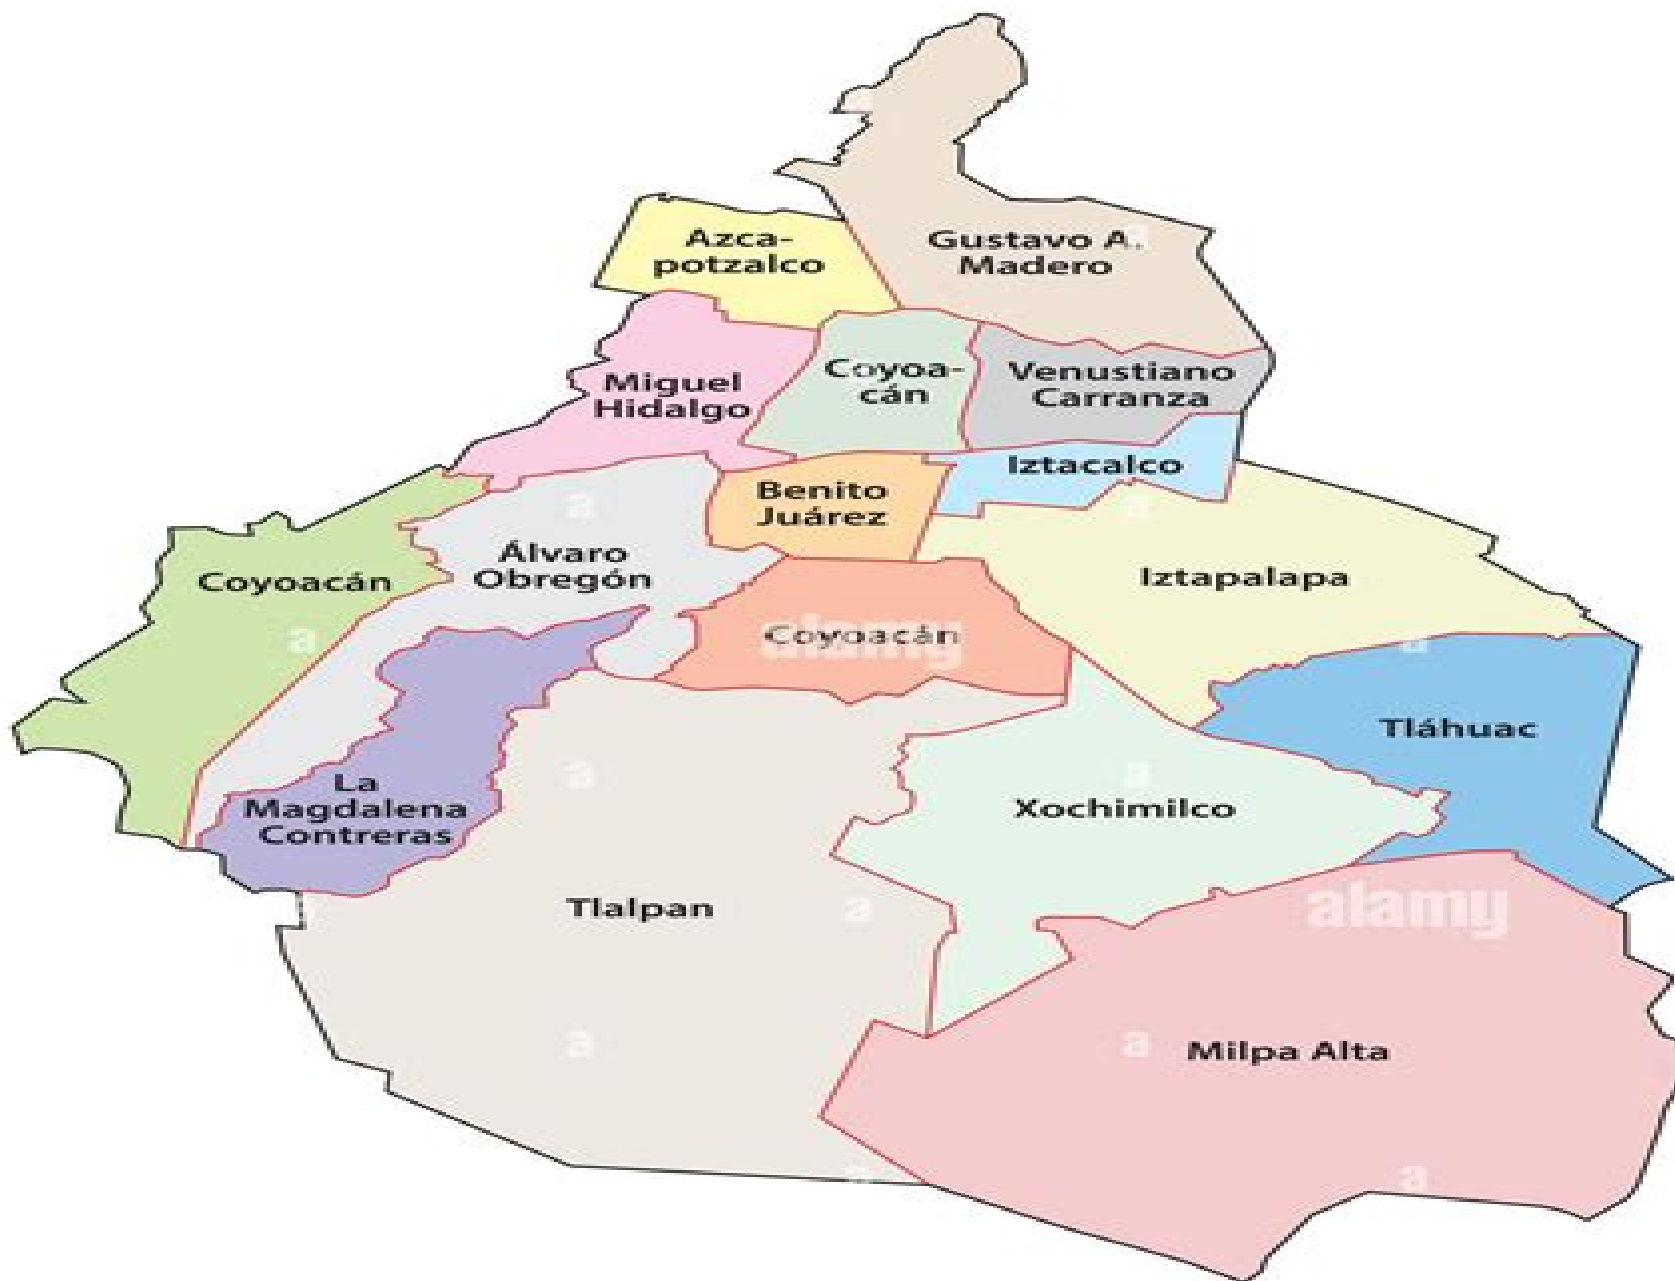 Azca-
potzalco
Gustavo A.
Madero
Miguel
Hidalgo
Coyoa-
cán
Venustiano
Carranza
Iztacalco
Benito
Juárez
Álvaro
Obregón
Coyoacán
Iztapalapa
Coyoacán
alamy
Tláhuac
La
Magdalena
Contreras
Xochimilco
Tlalpan
alamy
Milpa Alta
a
a
a
a
a
a
a
a
a
a
a
a
a